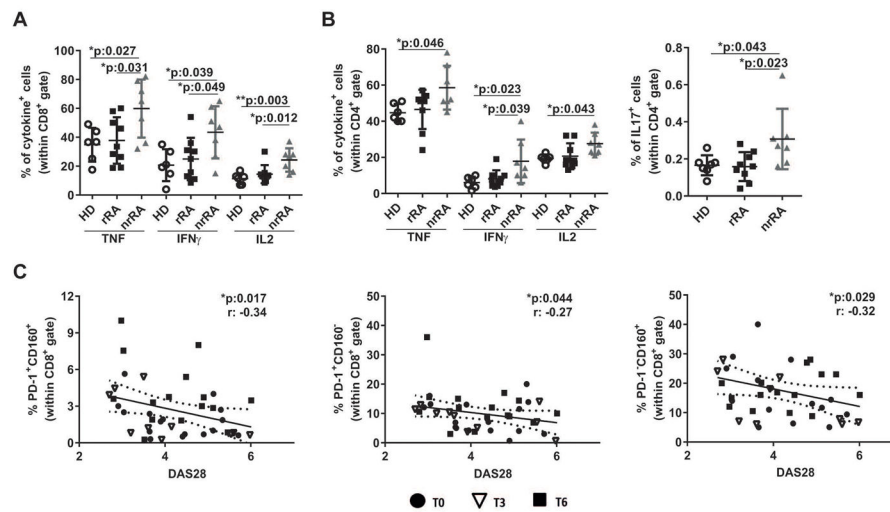 A
% of cytokine⁺ cells
(within CD8⁺ gate)
100
80
60
40
20
0
*p:0.027
*p:0.031
*p:0.039
*p:0.049
**p:0.003
*p:0.012
HD
rRA
nrRA
HD
rRA
nrRA
HD
rRA
nrRA
TNF
IFNγ
IL2
B
% of cytokine⁺ cells
(within CD4⁺ gate)
80
60
40
20
0
*p:0.046
*p:0.023
*p:0.039
*p:0.043
HD
rRA
nrRA
HD
rRA
nrRA
HD
rRA
nrRA
TNF
IFNγ
IL2
% of IL17⁺ cells
(within CD4⁺ gate)
0.8
0.6
0.4
0.2
0.0
*p:0.043
*p:0.023
HD
rRA
nrRA
C
% PD-1⁺CD160⁺
(within CD8⁺ gate)
12
9
6
3
0
*p:0.017
r: -0.34
2
4
6
DAS28
% PD-1⁺CD160⁻
(within CD8⁺ gate)
50
40
30
20
10
0
*p:0.044
r: -0.27
2
4
6
DAS28
% PD-1⁻CD160⁺
(within CD8⁺ gate)
50
40
30
20
10
0
*p:0.029
r: -0.32
2
4
6
DAS28
T0
T3
T6